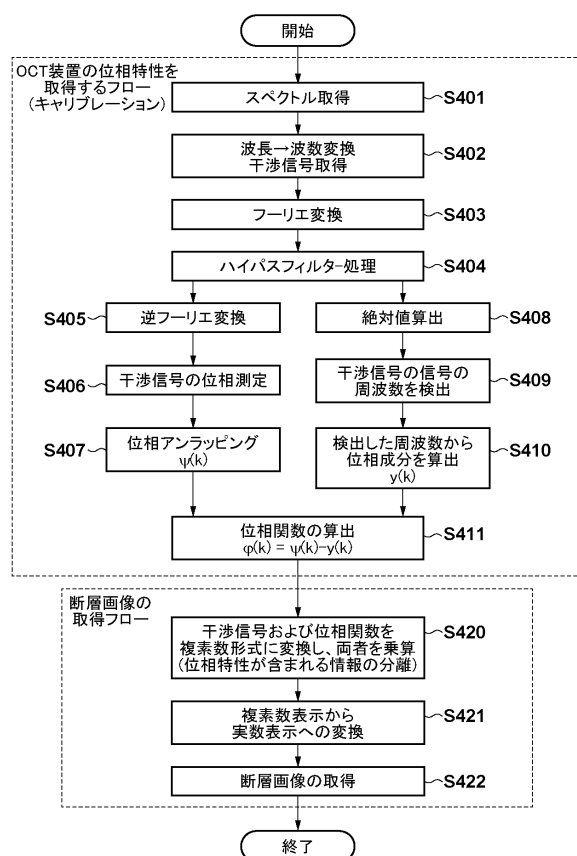 開始
OCT装置の位相特性を
取得するフロー
(キャリブレーション)
スペクトル取得
S401
波長→波数変換
干渉信号取得
S402
フーリエ変換
S403
ハイパスフィルター処理
S404
S405
逆フーリエ変換
絶対値算出
S408
S406
干渉信号の位相測定
干渉信号の信号の
周波数を検出
S409
S407
位相アンラッピング
ψ(k)
検出した周波数から
位相成分を算出
y(k)
S410
位相関数の算出
φ(k) = ψ(k)-y(k)
S411
断層画像の
取得フロー
干渉信号および位相関数を
複素数形式に変換し、両者を乗算
(位相特性が含まれる情報の分離)
S420
複素数表示から
実数表示への変換
S421
断層画像の取得
S422
終了